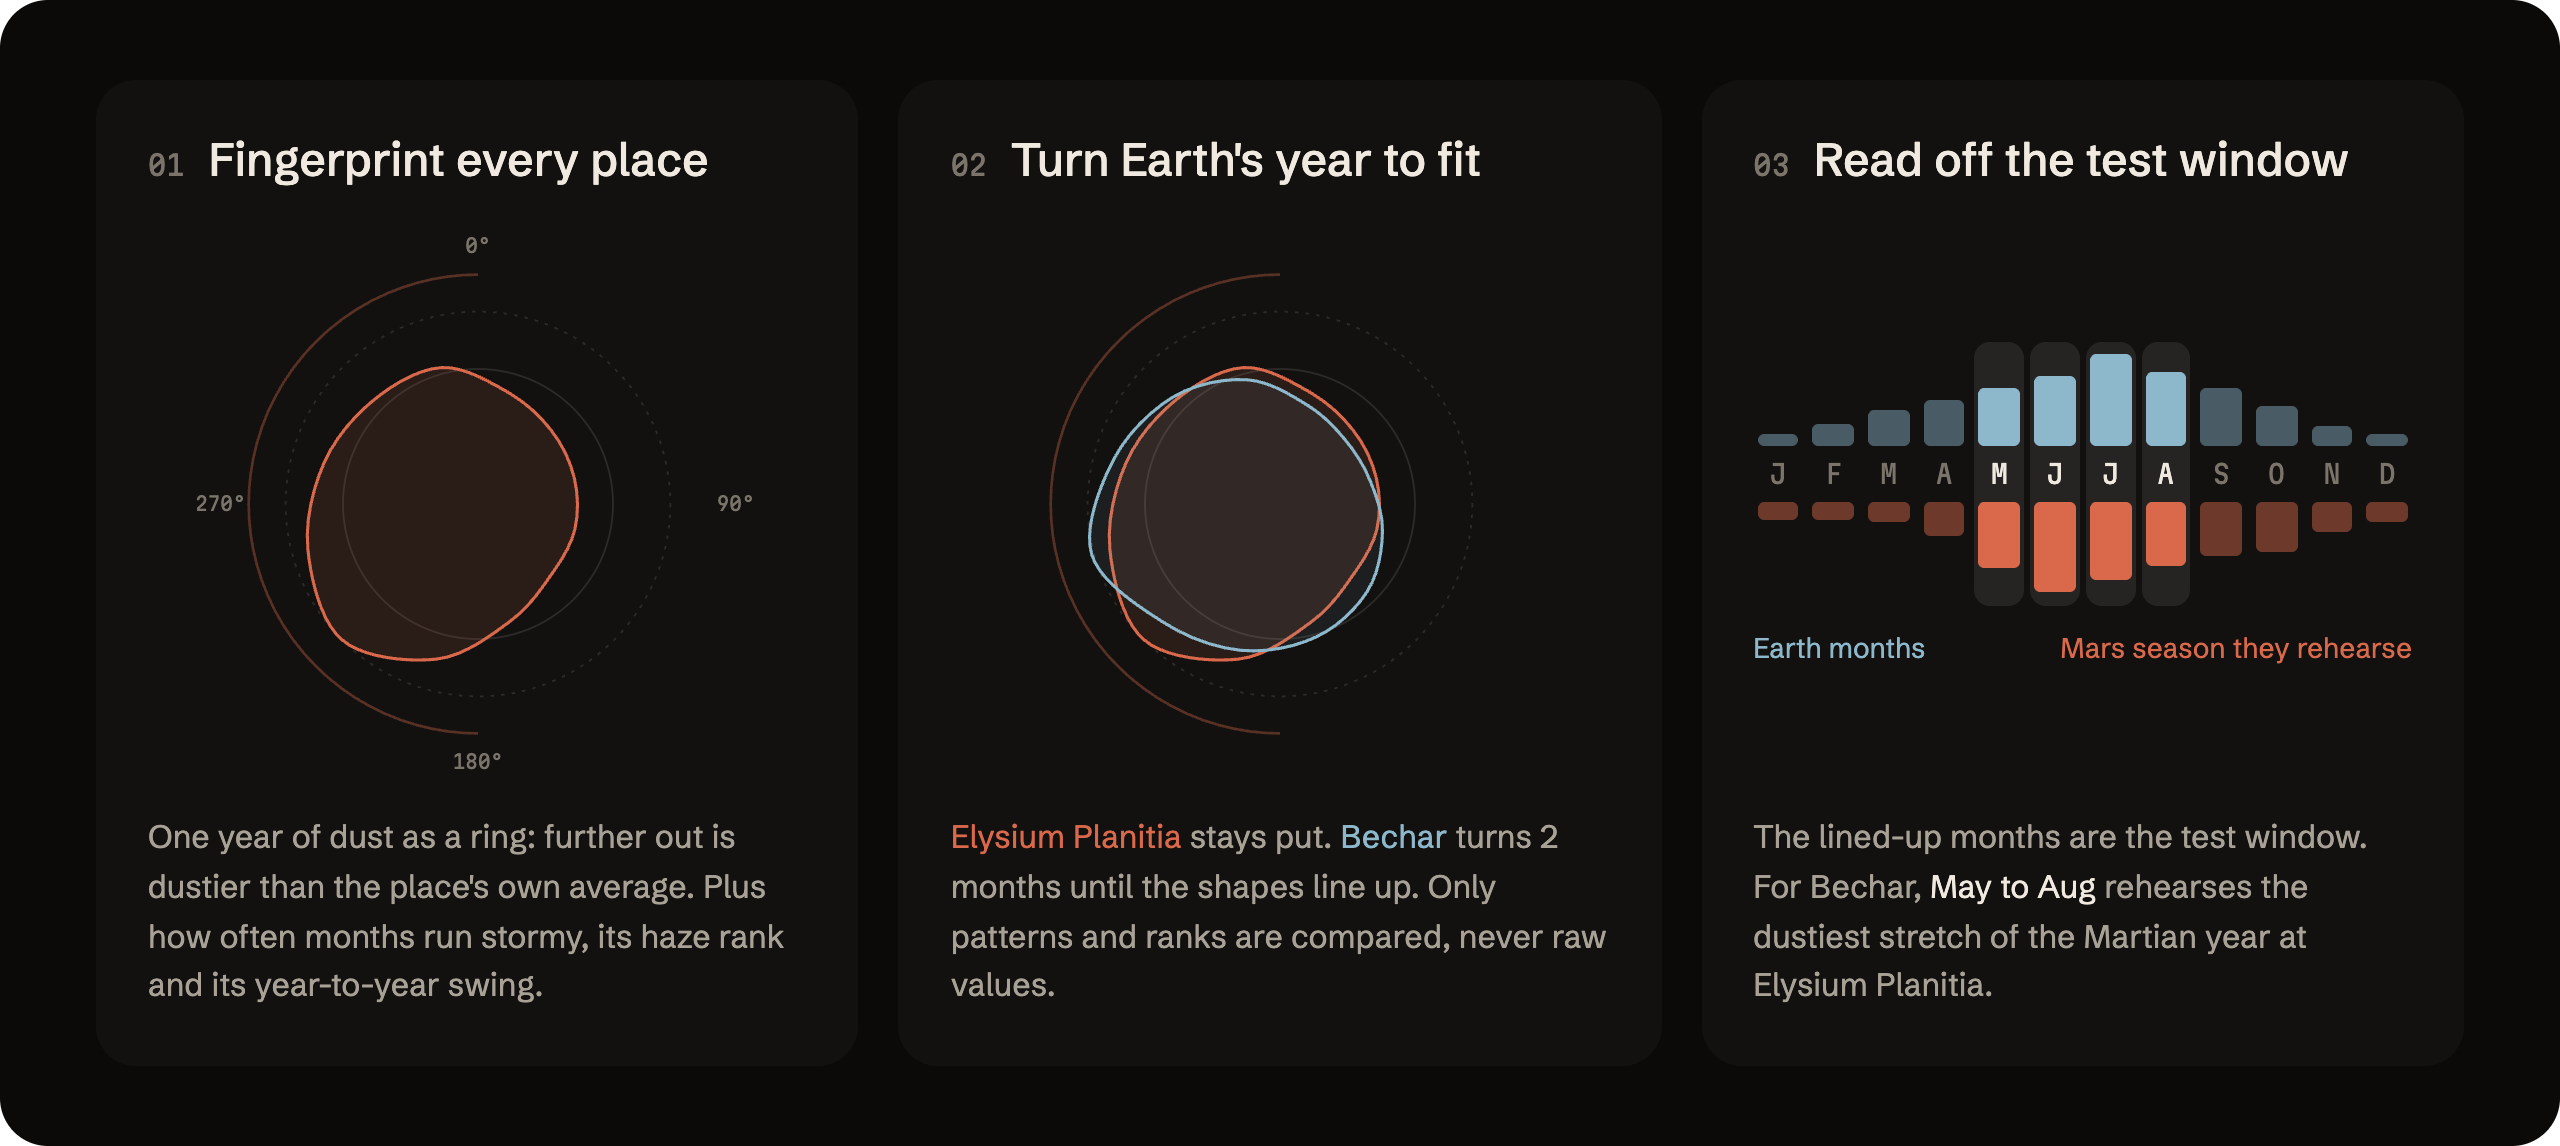 01 Fingerprint every place
0°
270°
90°
180°
One year of dust as a ring: further out is
dustier than the place's own average. Plus
how often months run stormy, its haze rank
and its year-to-year swing.
02 Turn Earth's year to fit
Elysium Planitia stays put. Bechar turns 2
months until the shapes line up. Only
patterns and ranks are compared, never raw
values.
03 Read off the test window
J F M A M J J A S O N D
Earth months
Mars season they rehearse
The lined-up months are the test window.
For Bechar, May to Aug rehearses the
dustiest stretch of the Martian year at
Elysium Planitia.